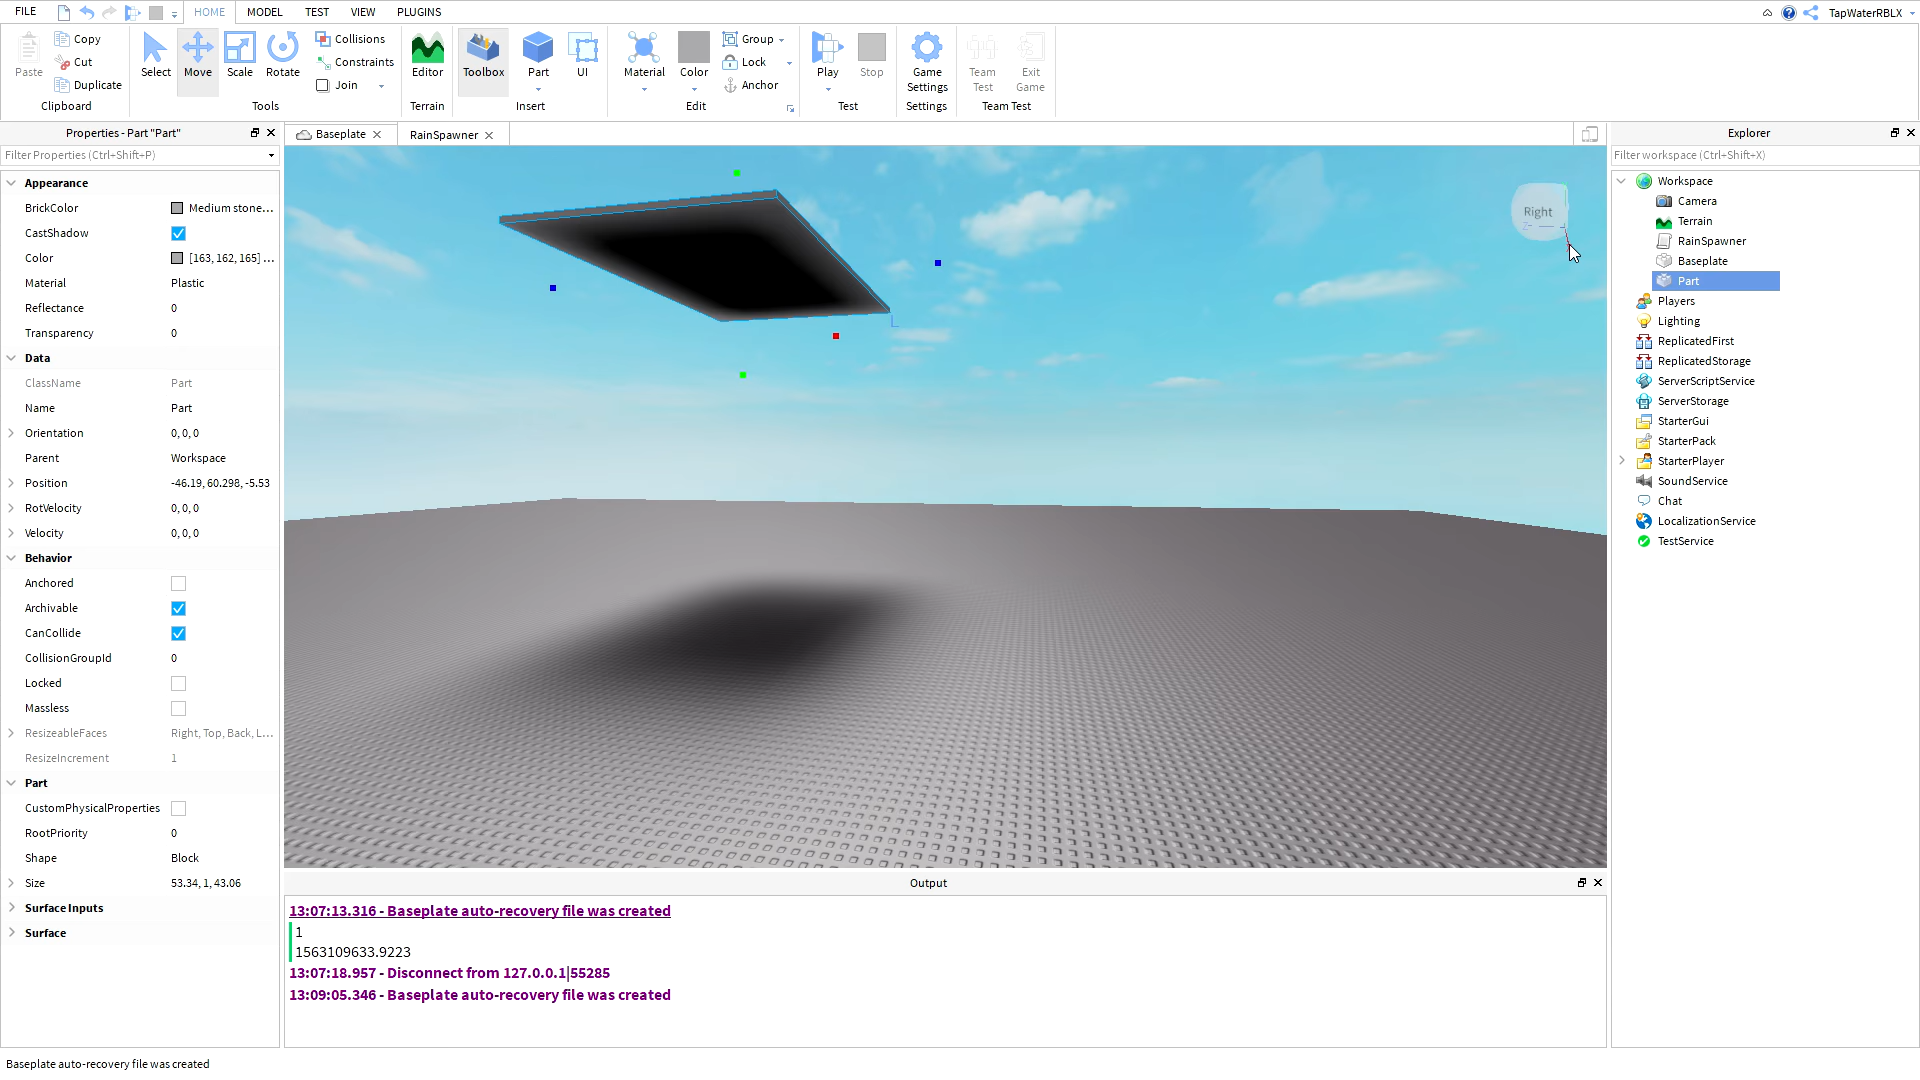 FILE
HOME
MODEL
TEST
VIEW
PLUGINS
TapWaterRBLX
Paste
Copy
Cut
Duplicate
Clipboard
Select
Move
Scale
Rotate
Collisions
Constraints
Join
Tools
Editor
Terrain
Toolbox
Part
UI
Insert
Material
Color
Group
Lock
Anchor
Edit
Play
Stop
Test
Game
Settings
Settings
Team
Test
Exit
Game
Team Test
Properties - Part "Part"
Filter Properties (Ctrl+Shift+P)
Appearance
BrickColor Medium stone...
CastShadow
Color [163, 162, 165] ...
Material Plastic
Reflectance 0
Transparency 0
Data
ClassName Part
Name Part
Orientation 0, 0, 0
Parent Workspace
Position -46.19, 60.298, -5.53
RotVelocity 0, 0, 0
Velocity 0, 0, 0
Behavior
Anchored
Archivable
CanCollide
CollisionGroupId 0
Locked
Massless
ResizeableFaces Right, Top, Back, L...
ResizeIncrement 1
Part
CustomPhysicalProperties
RootPriority 0
Shape Block
Size 53.34, 1, 43.06
Surface Inputs
Surface
Baseplate
RainSpawner
Right
Output
13:07:13.316 - Baseplate auto-recovery file was created
1
1563109633.9223
13:07:18.957 - Disconnect from 127.0.0.1|55285
13:09:05.346 - Baseplate auto-recovery file was created
Explorer
Filter workspace (Ctrl+Shift+X)
Workspace
Camera
Terrain
RainSpawner
Baseplate
Part
Players
Lighting
ReplicatedFirst
ReplicatedStorage
ServerScriptService
ServerStorage
StarterGui
StarterPack
StarterPlayer
SoundService
Chat
LocalizationService
TestService
Baseplate auto-recovery file was created